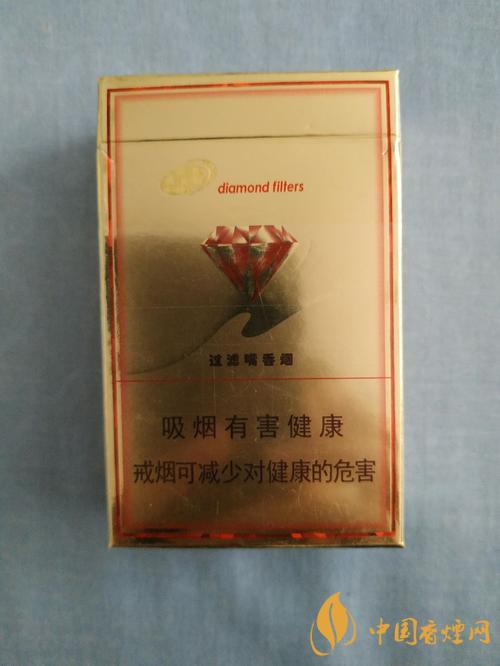 diamond filters
过滤嘴香烟
吸烟有害健康
戒烟可减少对健康的危害
中国香烟网